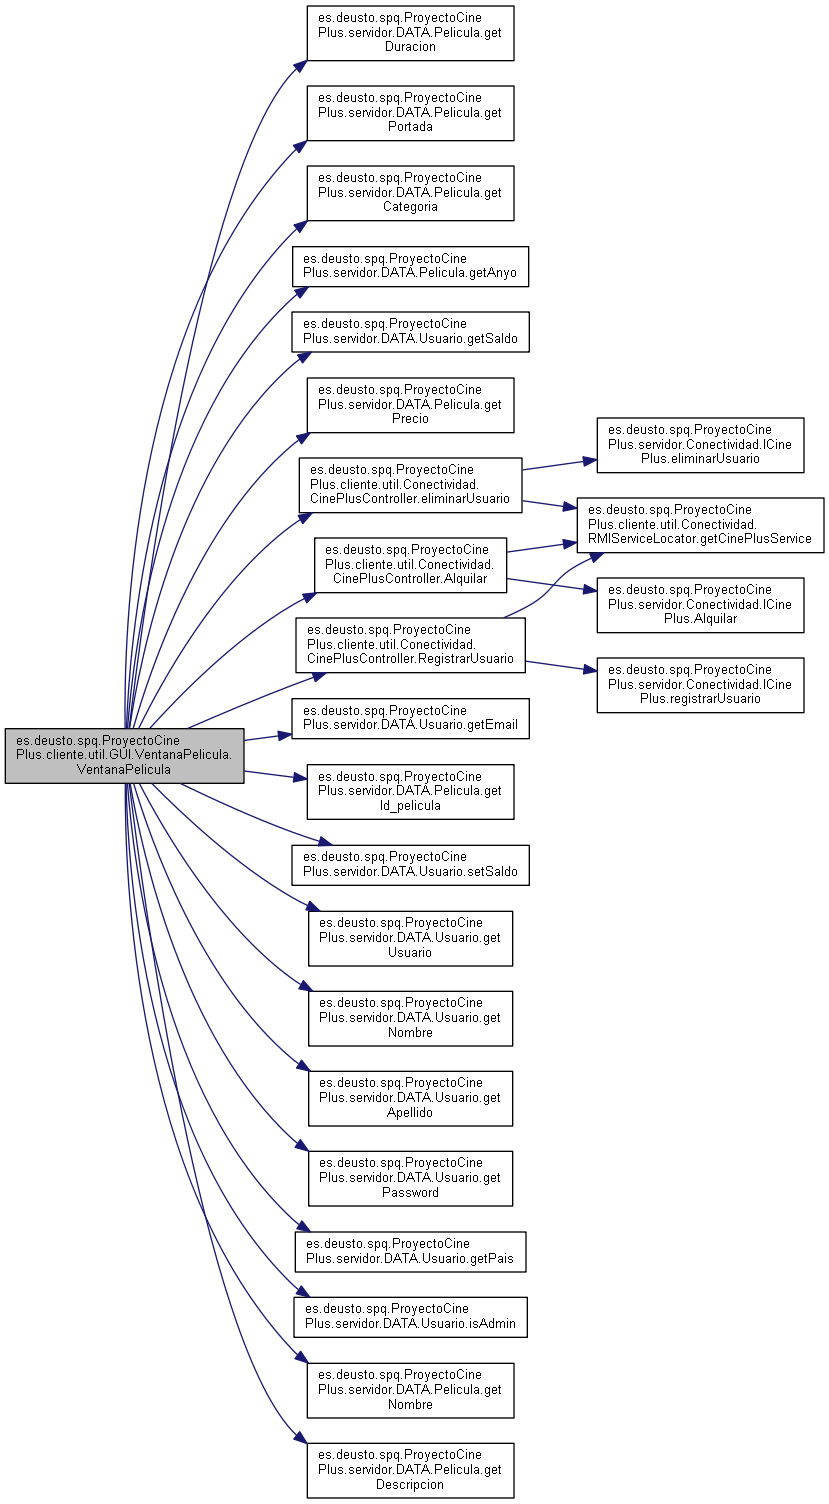 es.deusto.spq.ProyectoCine
Plus.servidor.DATA.Pelicula.get
Duracion
es.deusto.spq.ProyectoCine
Plus.servidor.DATA.Pelicula.get
Portada
es.deusto.spq.ProyectoCine
Plus.servidor.DATA.Pelicula.get
Categoria
es.deusto.spq.ProyectoCine
Plus.servidor.DATA.Pelicula.getAnyo
es.deusto.spq.ProyectoCine
Plus.servidor.DATA.Usuario.getSaldo
es.deusto.spq.ProyectoCine
Plus.servidor.DATA.Pelicula.get
Precio
es.deusto.spq.ProyectoCine
Plus.servidor.Conectividad.ICine
Plus.eliminarUsuario
es.deusto.spq.ProyectoCine
Plus.cliente.util.Conectividad.
CinePlusController.eliminarUsuario
es.deusto.spq.ProyectoCine
Plus.cliente.util.Conectividad.
RMIServiceLocator.getCinePlusService
es.deusto.spq.ProyectoCine
Plus.cliente.util.Conectividad.
CinePlusController.Alquilar
es.deusto.spq.ProyectoCine
Plus.servidor.Conectividad.ICine
Plus.Alquilar
es.deusto.spq.ProyectoCine
Plus.cliente.util.Conectividad.
CinePlusController.RegistrarUsuario
es.deusto.spq.ProyectoCine
Plus.servidor.Conectividad.ICine
Plus.registrarUsuario
es.deusto.spq.ProyectoCine
Plus.servidor.DATA.Usuario.getEmail
es.deusto.spq.ProyectoCine
Plus.cliente.util.GUI.VentanaPelicula.
VentanaPelicula
es.deusto.spq.ProyectoCine
Plus.servidor.DATA.Pelicula.get
Id_pelicula
es.deusto.spq.ProyectoCine
Plus.servidor.DATA.Usuario.setSaldo
es.deusto.spq.ProyectoCine
Plus.servidor.DATA.Usuario.get
Usuario
es.deusto.spq.ProyectoCine
Plus.servidor.DATA.Usuario.get
Nombre
es.deusto.spq.ProyectoCine
Plus.servidor.DATA.Usuario.get
Apellido
es.deusto.spq.ProyectoCine
Plus.servidor.DATA.Usuario.get
Password
es.deusto.spq.ProyectoCine
Plus.servidor.DATA.Usuario.getPais
es.deusto.spq.ProyectoCine
Plus.servidor.DATA.Usuario.isAdmin
es.deusto.spq.ProyectoCine
Plus.servidor.DATA.Pelicula.get
Nombre
es.deusto.spq.ProyectoCine
Plus.servidor.DATA.Pelicula.get
Descripcion